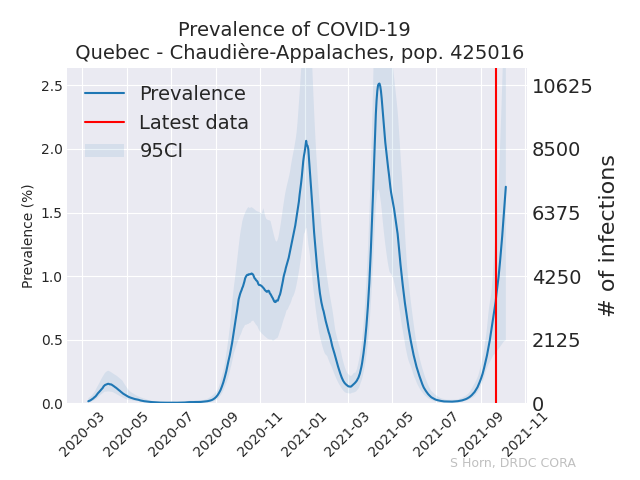 Prevalence of COVID-19
Quebec - Chaudière-Appalaches, pop. 425016
Prevalence
Latest data
95CI
Prevalence (%)
2.5
2.0
1.5
1.0
0.5
0.0
10625
8500
6375
4250
2125
0
# of infections
2020-03
2020-05
2020-07
2020-09
2020-11
2021-01
2021-03
2021-05
2021-07
2021-09
2021-11
S Horn, DRDC CORA